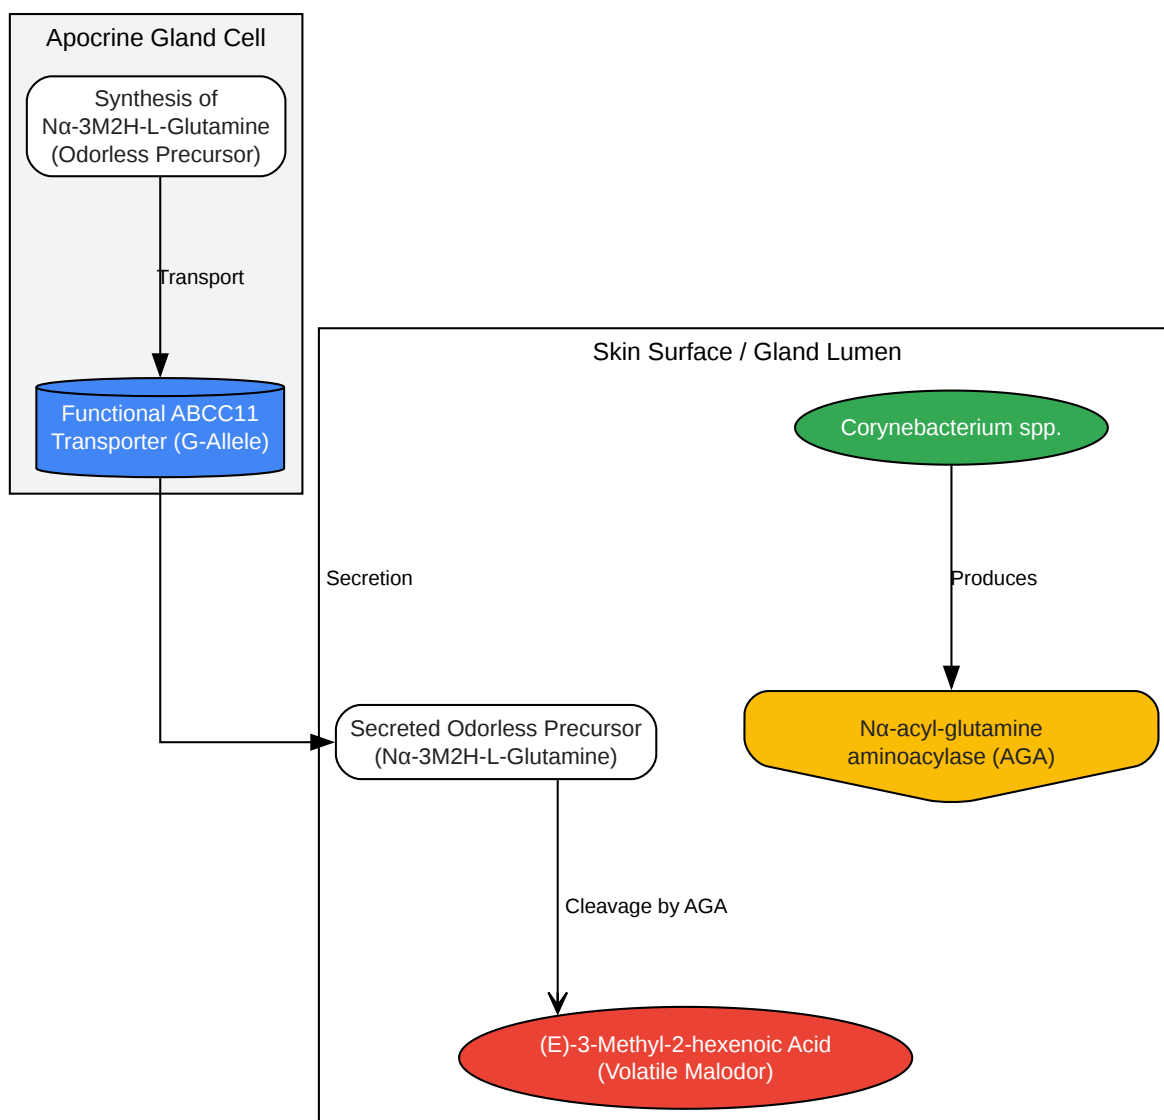 Apocrine Gland Cell
Synthesis of
Nα-3M2H-L-Glutamine
(Odorless Precursor)
Transport
Functional ABCC11
Transporter (G-Allele)
Skin Surface / Gland Lumen
Corynebacterium spp.
Secretion
Produces
Secreted Odorless Precursor
(Nα-3M2H-L-Glutamine)
Nα-acyl-glutamine
aminoacylase (AGA)
Cleavage by AGA
(E)-3-Methyl-2-hexenoic Acid
(Volatile Malodor)